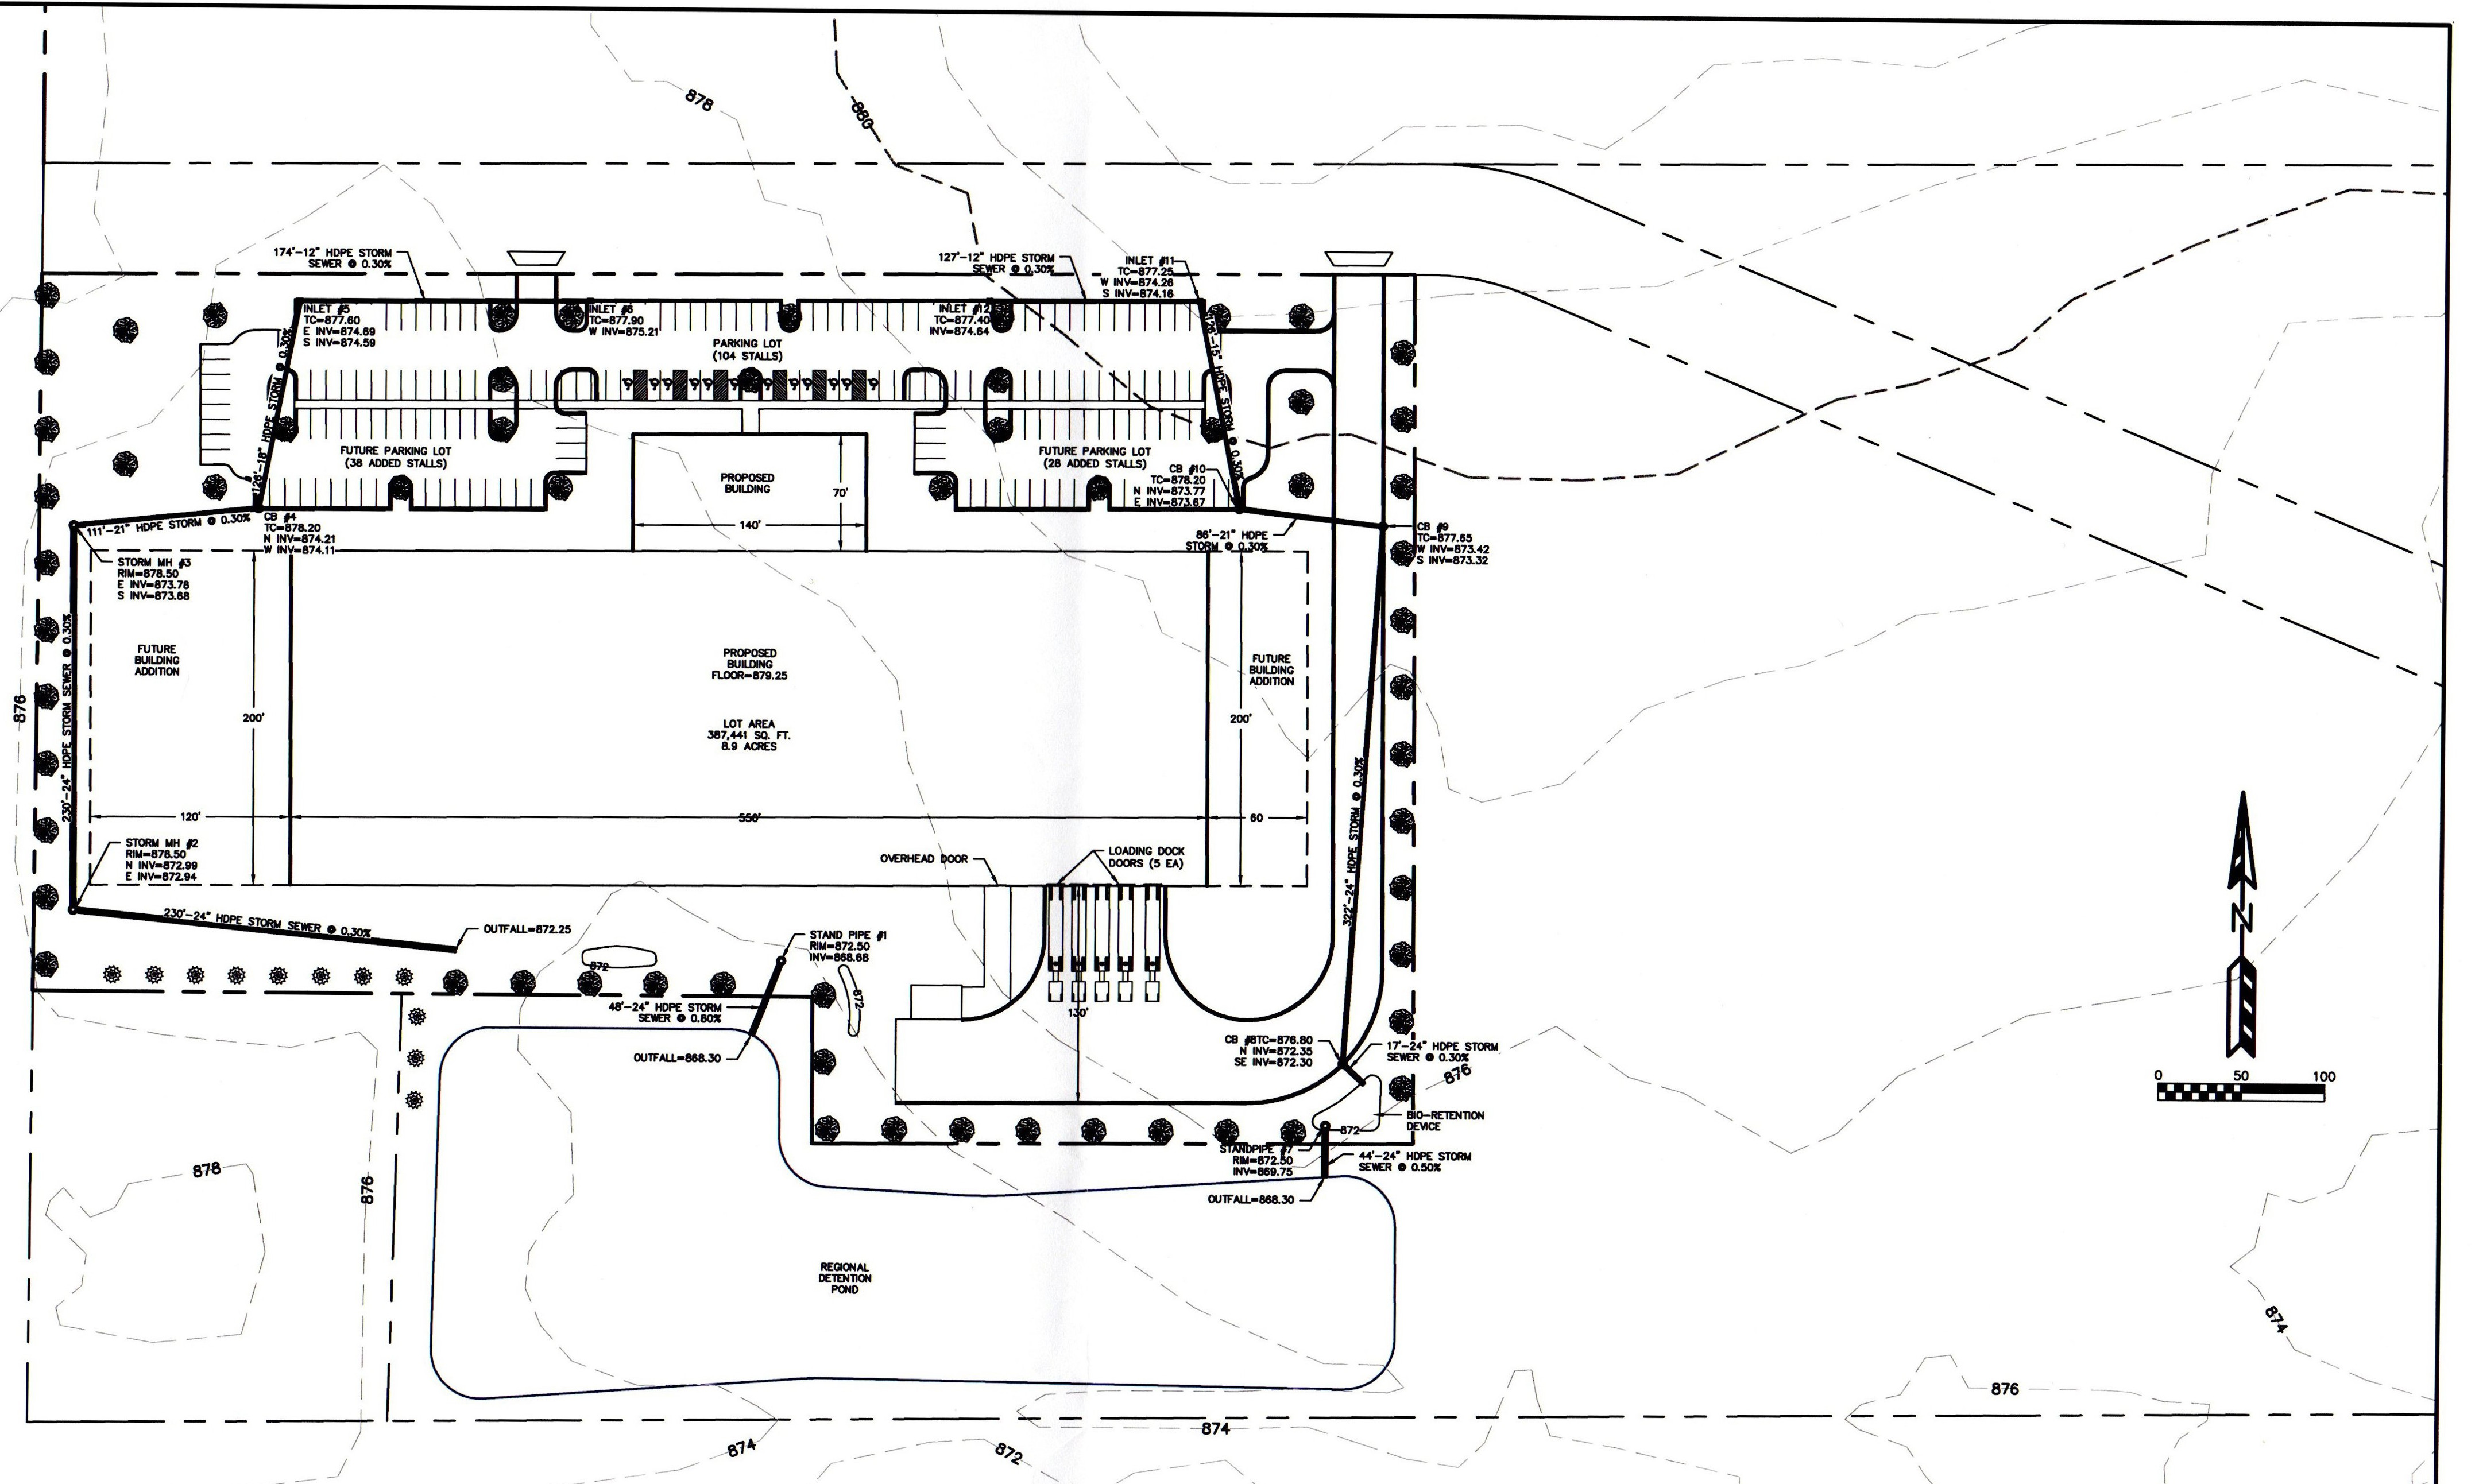 878
880
174'-12" HDPE STORM
SEWER @ 0.30%
127'-12" HDPE STORM
SEWER @ 0.30%
INLET #11
TC=877.25
W INV=874.26
S INV=874.16
INLET #5
TC=877.60
E INV=874.69
S INV=874.59
INLET #6
TC=877.90
W INV=875.21
INLET #12
TC=877.40
INV=874.64
PARKING LOT
(104 STALLS)
126'-18" HDPE STORM @ 0.30%
126'-15" HDPE STORM @ 0.30%
FUTURE PARKING LOT
(38 ADDED STALLS)
PROPOSED
BUILDING
70'
140'
FUTURE PARKING LOT
(28 ADDED STALLS)
CB #10
TC=878.20
N INV=873.77
E INV=873.67
111'-21" HDPE STORM @ 0.30%
CB #4
TC=878.20
N INV=874.21
W INV=874.11
86'-21" HDPE
STORM @ 0.30%
CB #9
TC=877.65
W INV=873.42
S INV=873.32
STORM MH #3
RIM=878.50
E INV=873.78
S INV=873.68
FUTURE
BUILDING
ADDITION
PROPOSED
BUILDING
FLOOR=879.25
FUTURE
BUILDING
ADDITION
876
230'-24" HDPE STORM SEWER @ 0.30%
200'
LOT AREA
387,441 SQ. FT.
8.9 ACRES
200'
120'
550'
60
322'-24" HDPE STORM @ 0.30%
STORM MH #2
RIM=878.50
N INV=872.99
E INV=872.94
OVERHEAD DOOR
LOADING DOCK
DOORS (5 EA)
230'-24" HDPE STORM SEWER @ 0.30%
OUTFALL=872.25
STAND PIPE #1
RIM=872.50
INV=868.68
872
872
48'-24" HDPE STORM
SEWER @ 0.80%
OUTFALL=868.30
130'
CB #8TC=876.80
N INV=872.35
SE INV=872.30
17'-24" HDPE STORM
SEWER @ 0.30%
876
BIO-RETENTION
DEVICE
872
STANDPIPE #7
RIM=872.50
INV=869.75
44'-24" HDPE STORM
SEWER @ 0.50%
OUTFALL=868.30
N
0 50 100
878
876
REGIONAL
DETENTION
POND
874
876
874
874
872